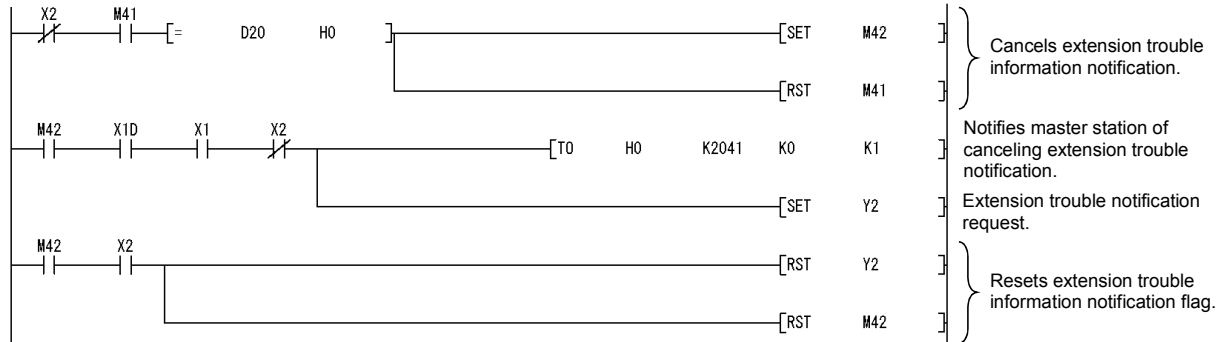 X2 M41
[= D20 H0 ] [SET M42 ]
Cancels extension trouble
information notification.
[RST M41 ]
M42 X1D X1 X2
[TO H0 K2041 K0 K1 ]
Notifies master station of
canceling extension trouble
notification.
[SET Y2 ]
Extension trouble notification
request.
M42 X2
[RST Y2 ]
Resets extension trouble
information notification flag.
[RST M42 ]